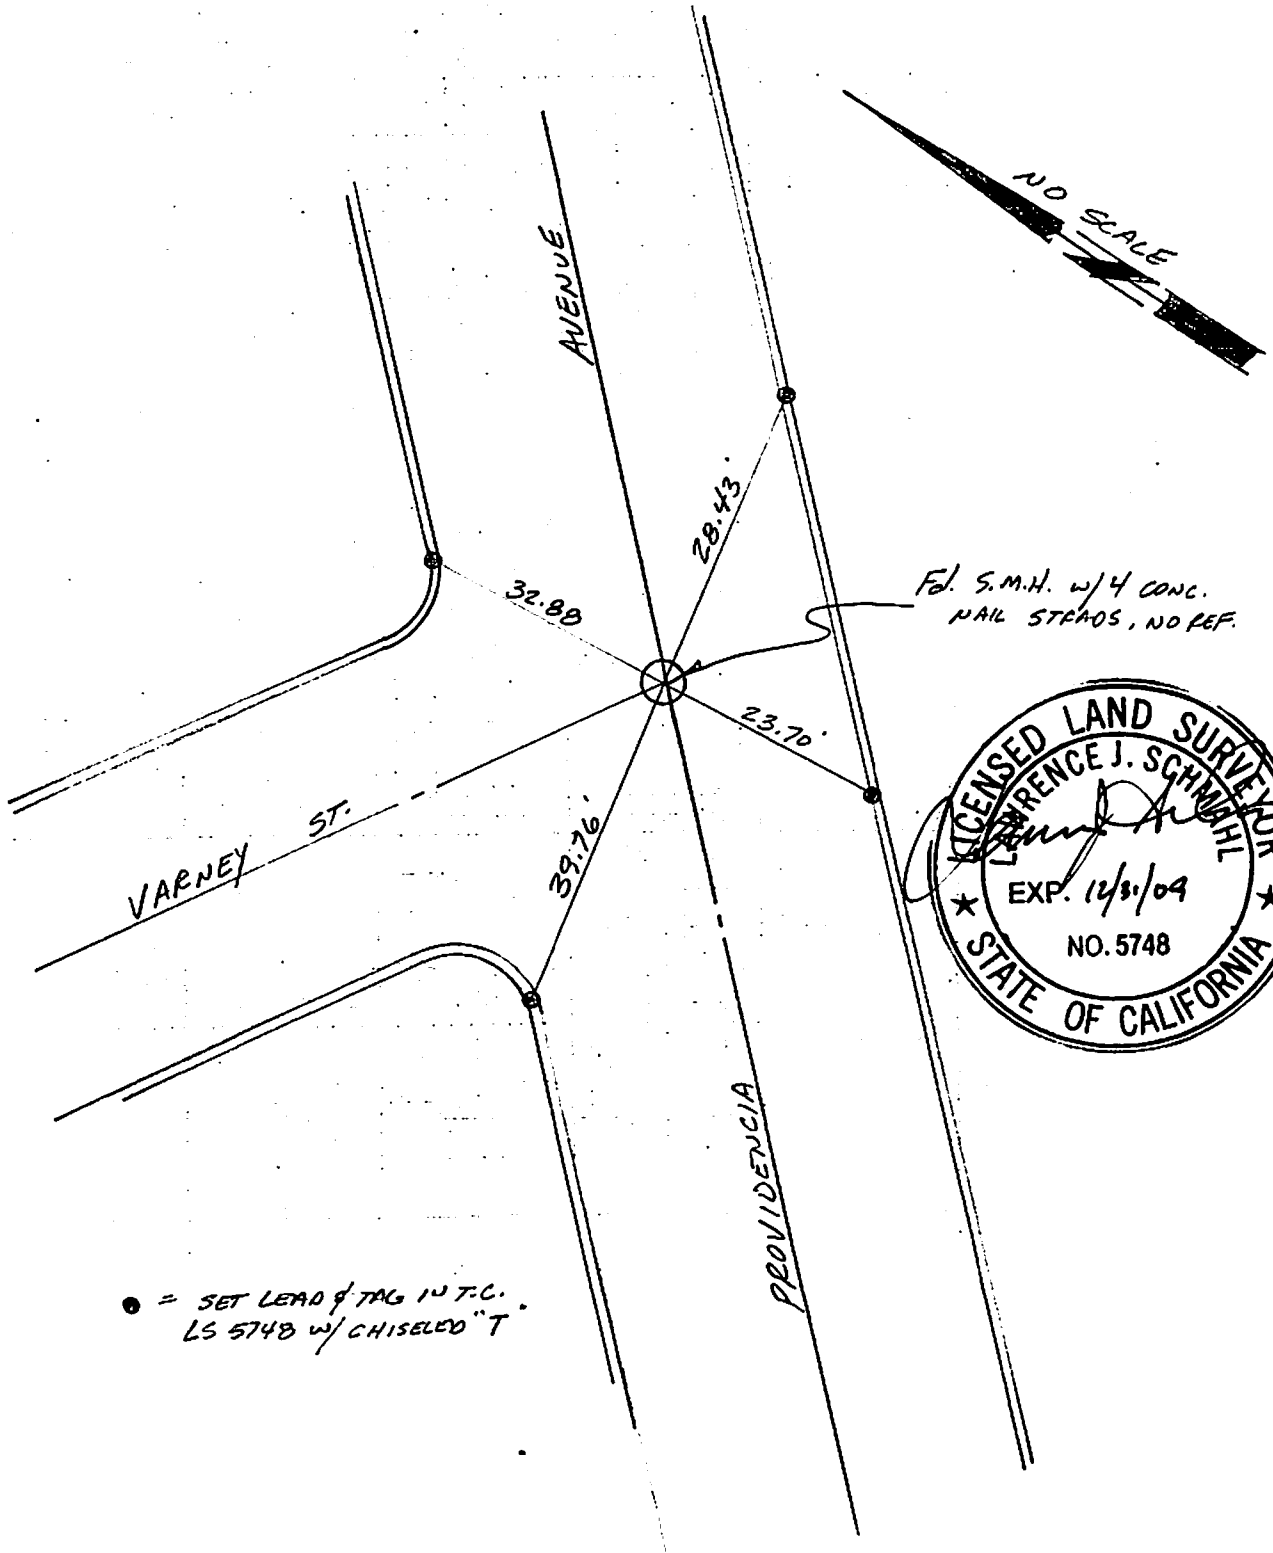 NO SCALE
AVENUE
28.43'
32.88
Fd. S.M.H. w/ 4 CONC.
NAIL STRADS, NO REF.
23.70'
39.76'
VARNEY ST.
LICENSED LAND SURVEYOR
LAWRENCE J. SCHMAHL
EXP. 12/31/09
NO. 5748
★ STATE OF CALIFORNIA ★
PROVIDENCIA
● = SET LEAD & TAG IN T.C.
LS 5748 w/ CHISELED "T"